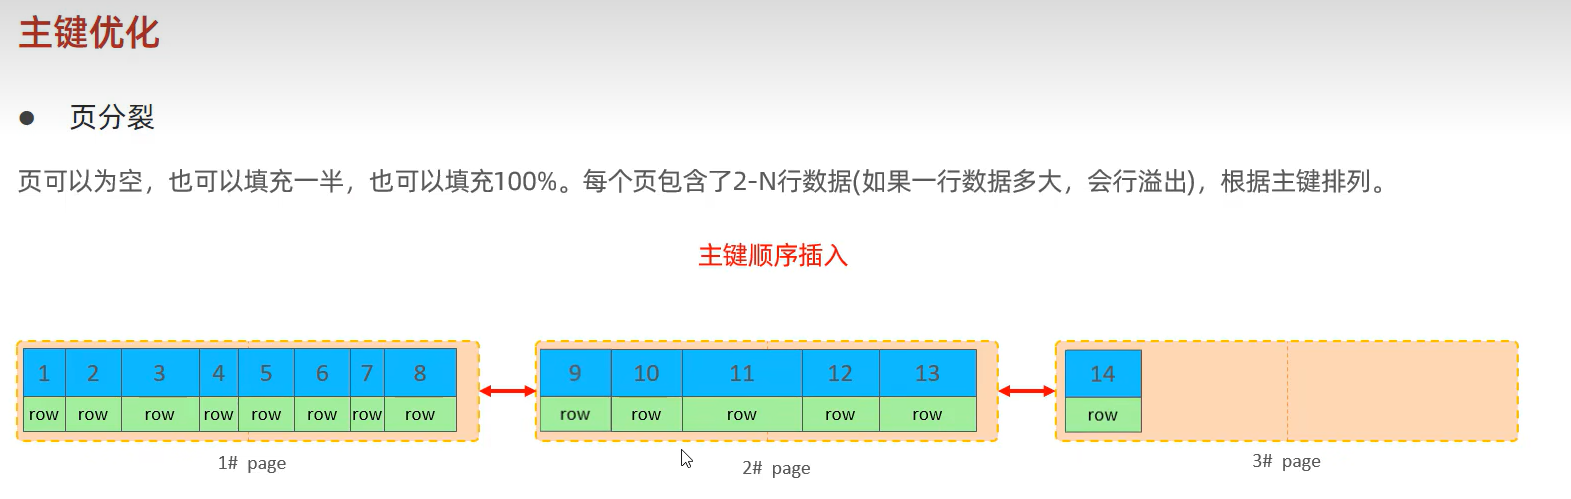 主键优化
● 页分裂
页可以为空，也可以填充一半，也可以填充100%。每个页包含了2-N行数据(如果一行数据多大，会行溢出)，根据主键排列。
主键顺序插入
1 2 3 4 5 6 7 8 9 10 11 12 13 14
row row row row row row row row row row row row row row
1# page 2# page 3# page